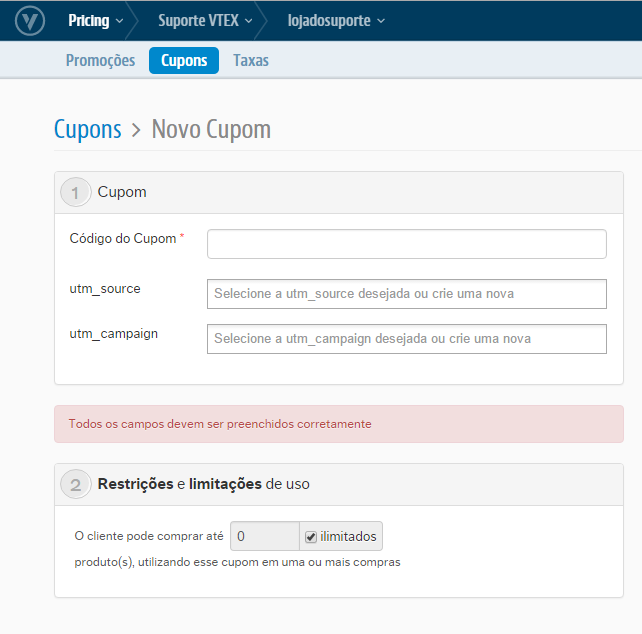 Pricing Suporte VTEX lojadosuporte
Promoções Cupons Taxas
Cupons > Novo Cupom
1 Cupom
Código do Cupom *
utm_source Selecione a utm_source desejada ou crie uma nova
utm_campaign Selecione a utm_campaign desejada ou crie uma nova
Todos os campos devem ser preenchidos corretamente
2 Restrições e limitações de uso
O cliente pode comprar até 0 ilimitados
produto(s), utilizando esse cupom em uma ou mais compras